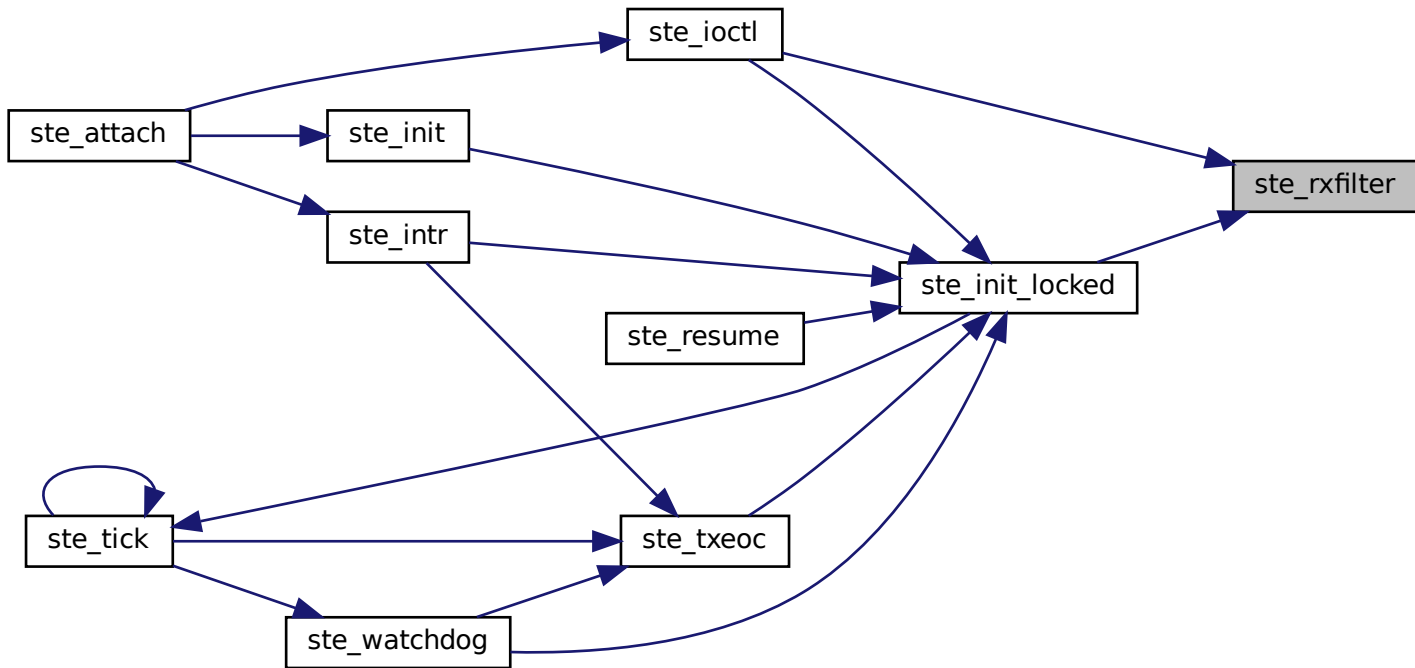 ste_ioctl
ste_attach
ste_init
ste_rxfilter
ste_intr
ste_init_locked
ste_resume
ste_tick
ste_txeoc
ste_watchdog